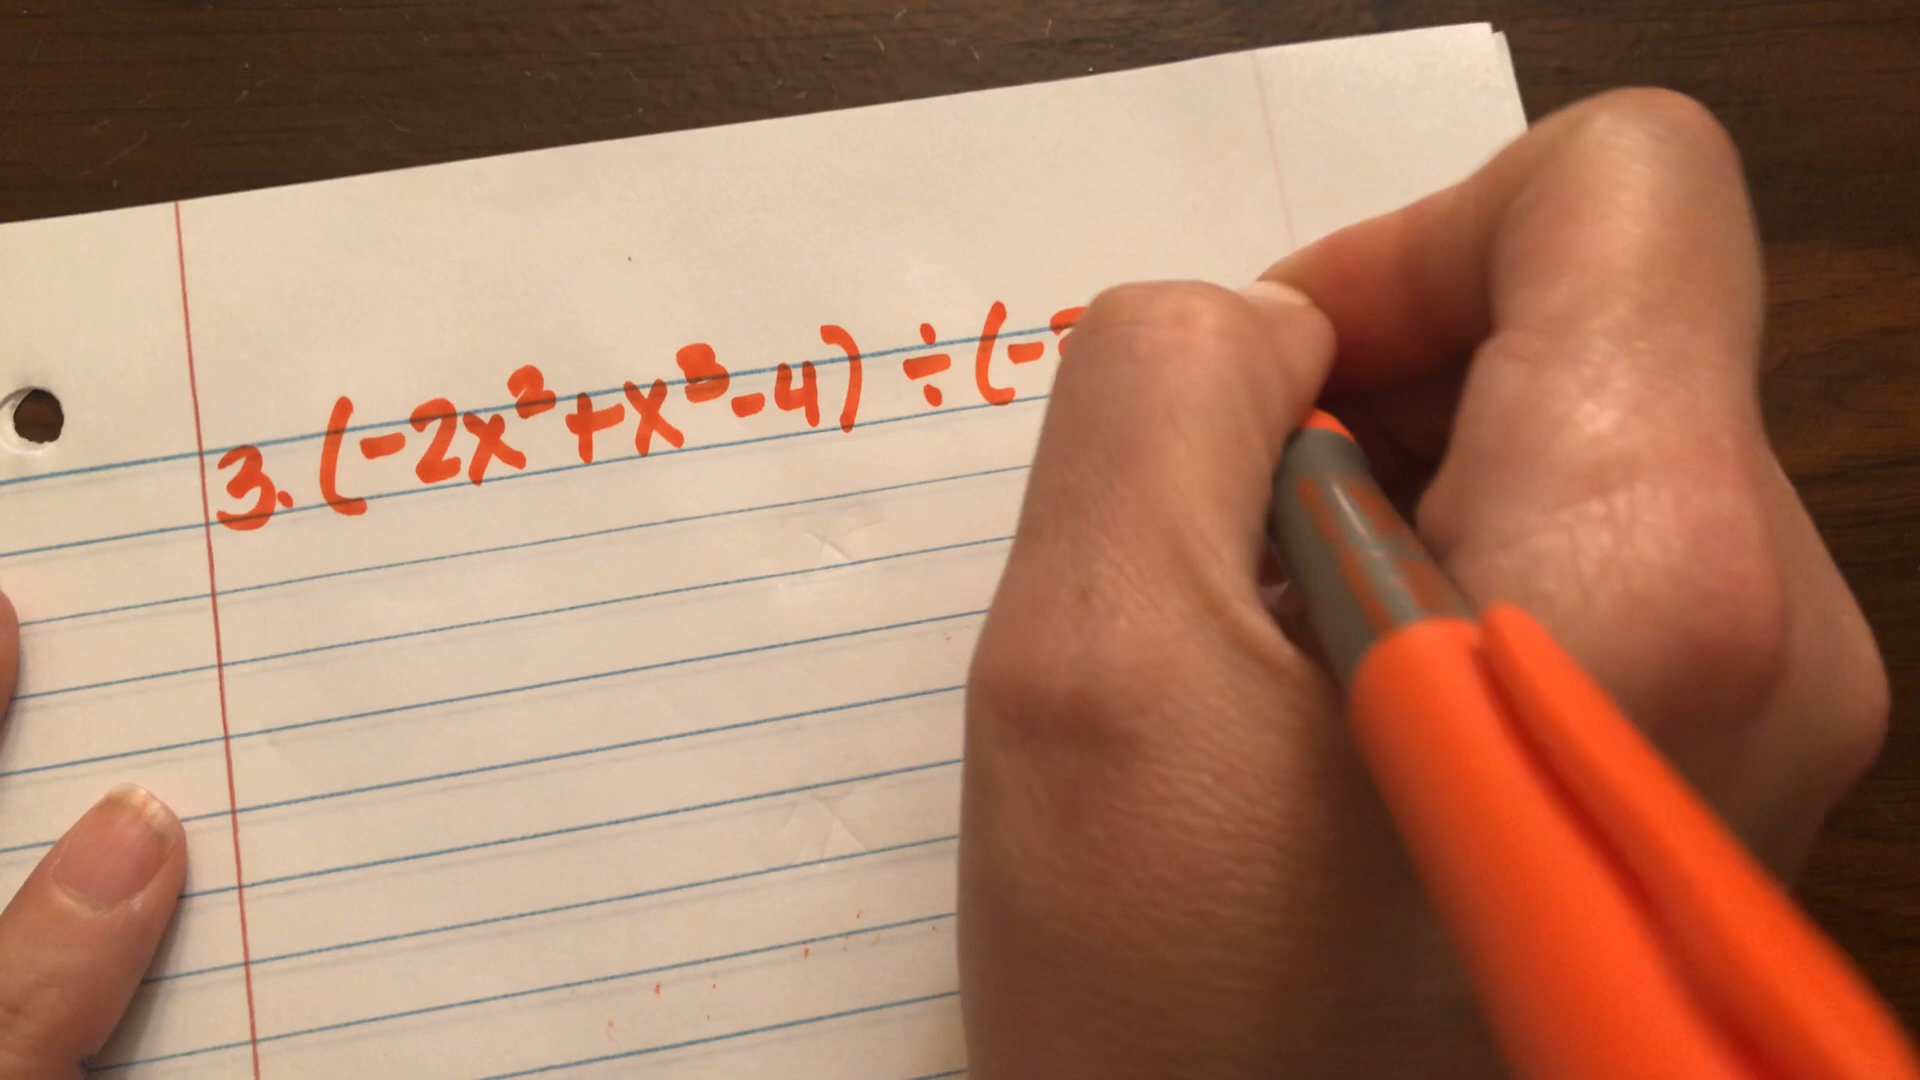 3. (-2x²+x³-4) ÷ (-